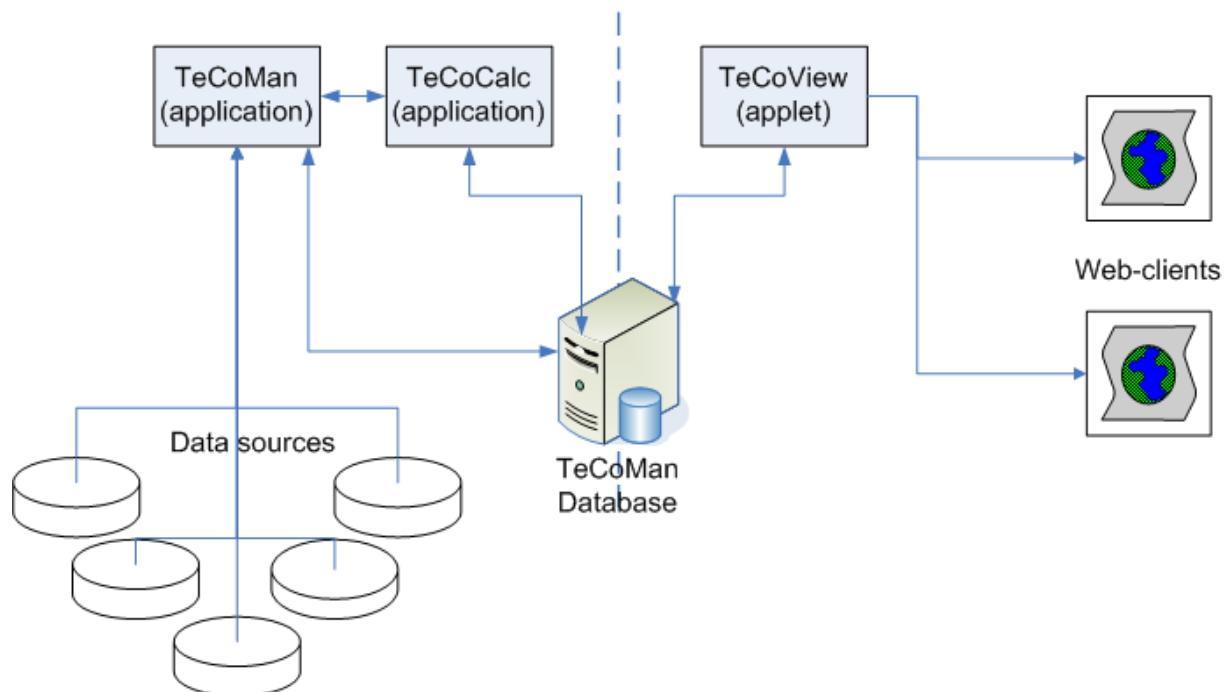 TeCoMan
(application)
TeCoCalc
(application)
TeCoView
(applet)
Web-clients
Data sources
TeCoMan
Database